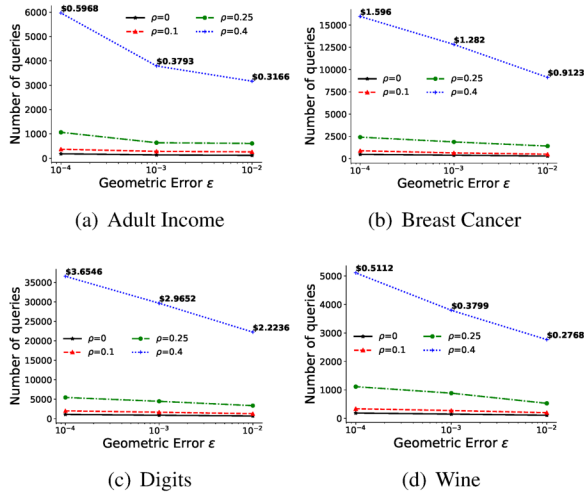 Number of queries
6000
5000
4000
3000
2000
1000
0
$0.5968
$0.3793
$0.3166
ρ=0
ρ=0.1
ρ=0.25
ρ=0.4
10⁻⁴
10⁻³
10⁻²
Geometric Error ε
(a) Adult Income
Number of queries
15000
12500
10000
7500
5000
2500
0
$1.596
$1.282
$0.9123
ρ=0
ρ=0.1
ρ=0.25
ρ=0.4
10⁻⁴
10⁻³
10⁻²
Geometric Error ε
(b) Breast Cancer
Number of queries
35000
30000
25000
20000
15000
10000
5000
0
$3.6546
$2.9652
$2.2236
ρ=0
ρ=0.1
ρ=0.25
ρ=0.4
10⁻⁴
10⁻³
10⁻²
Geometric Error ε
(c) Digits
Number of queries
5000
4000
3000
2000
1000
0
$0.5112
$0.3799
$0.2768
ρ=0
ρ=0.1
ρ=0.25
ρ=0.4
10⁻⁴
10⁻³
10⁻²
Geometric Error ε
(d) Wine